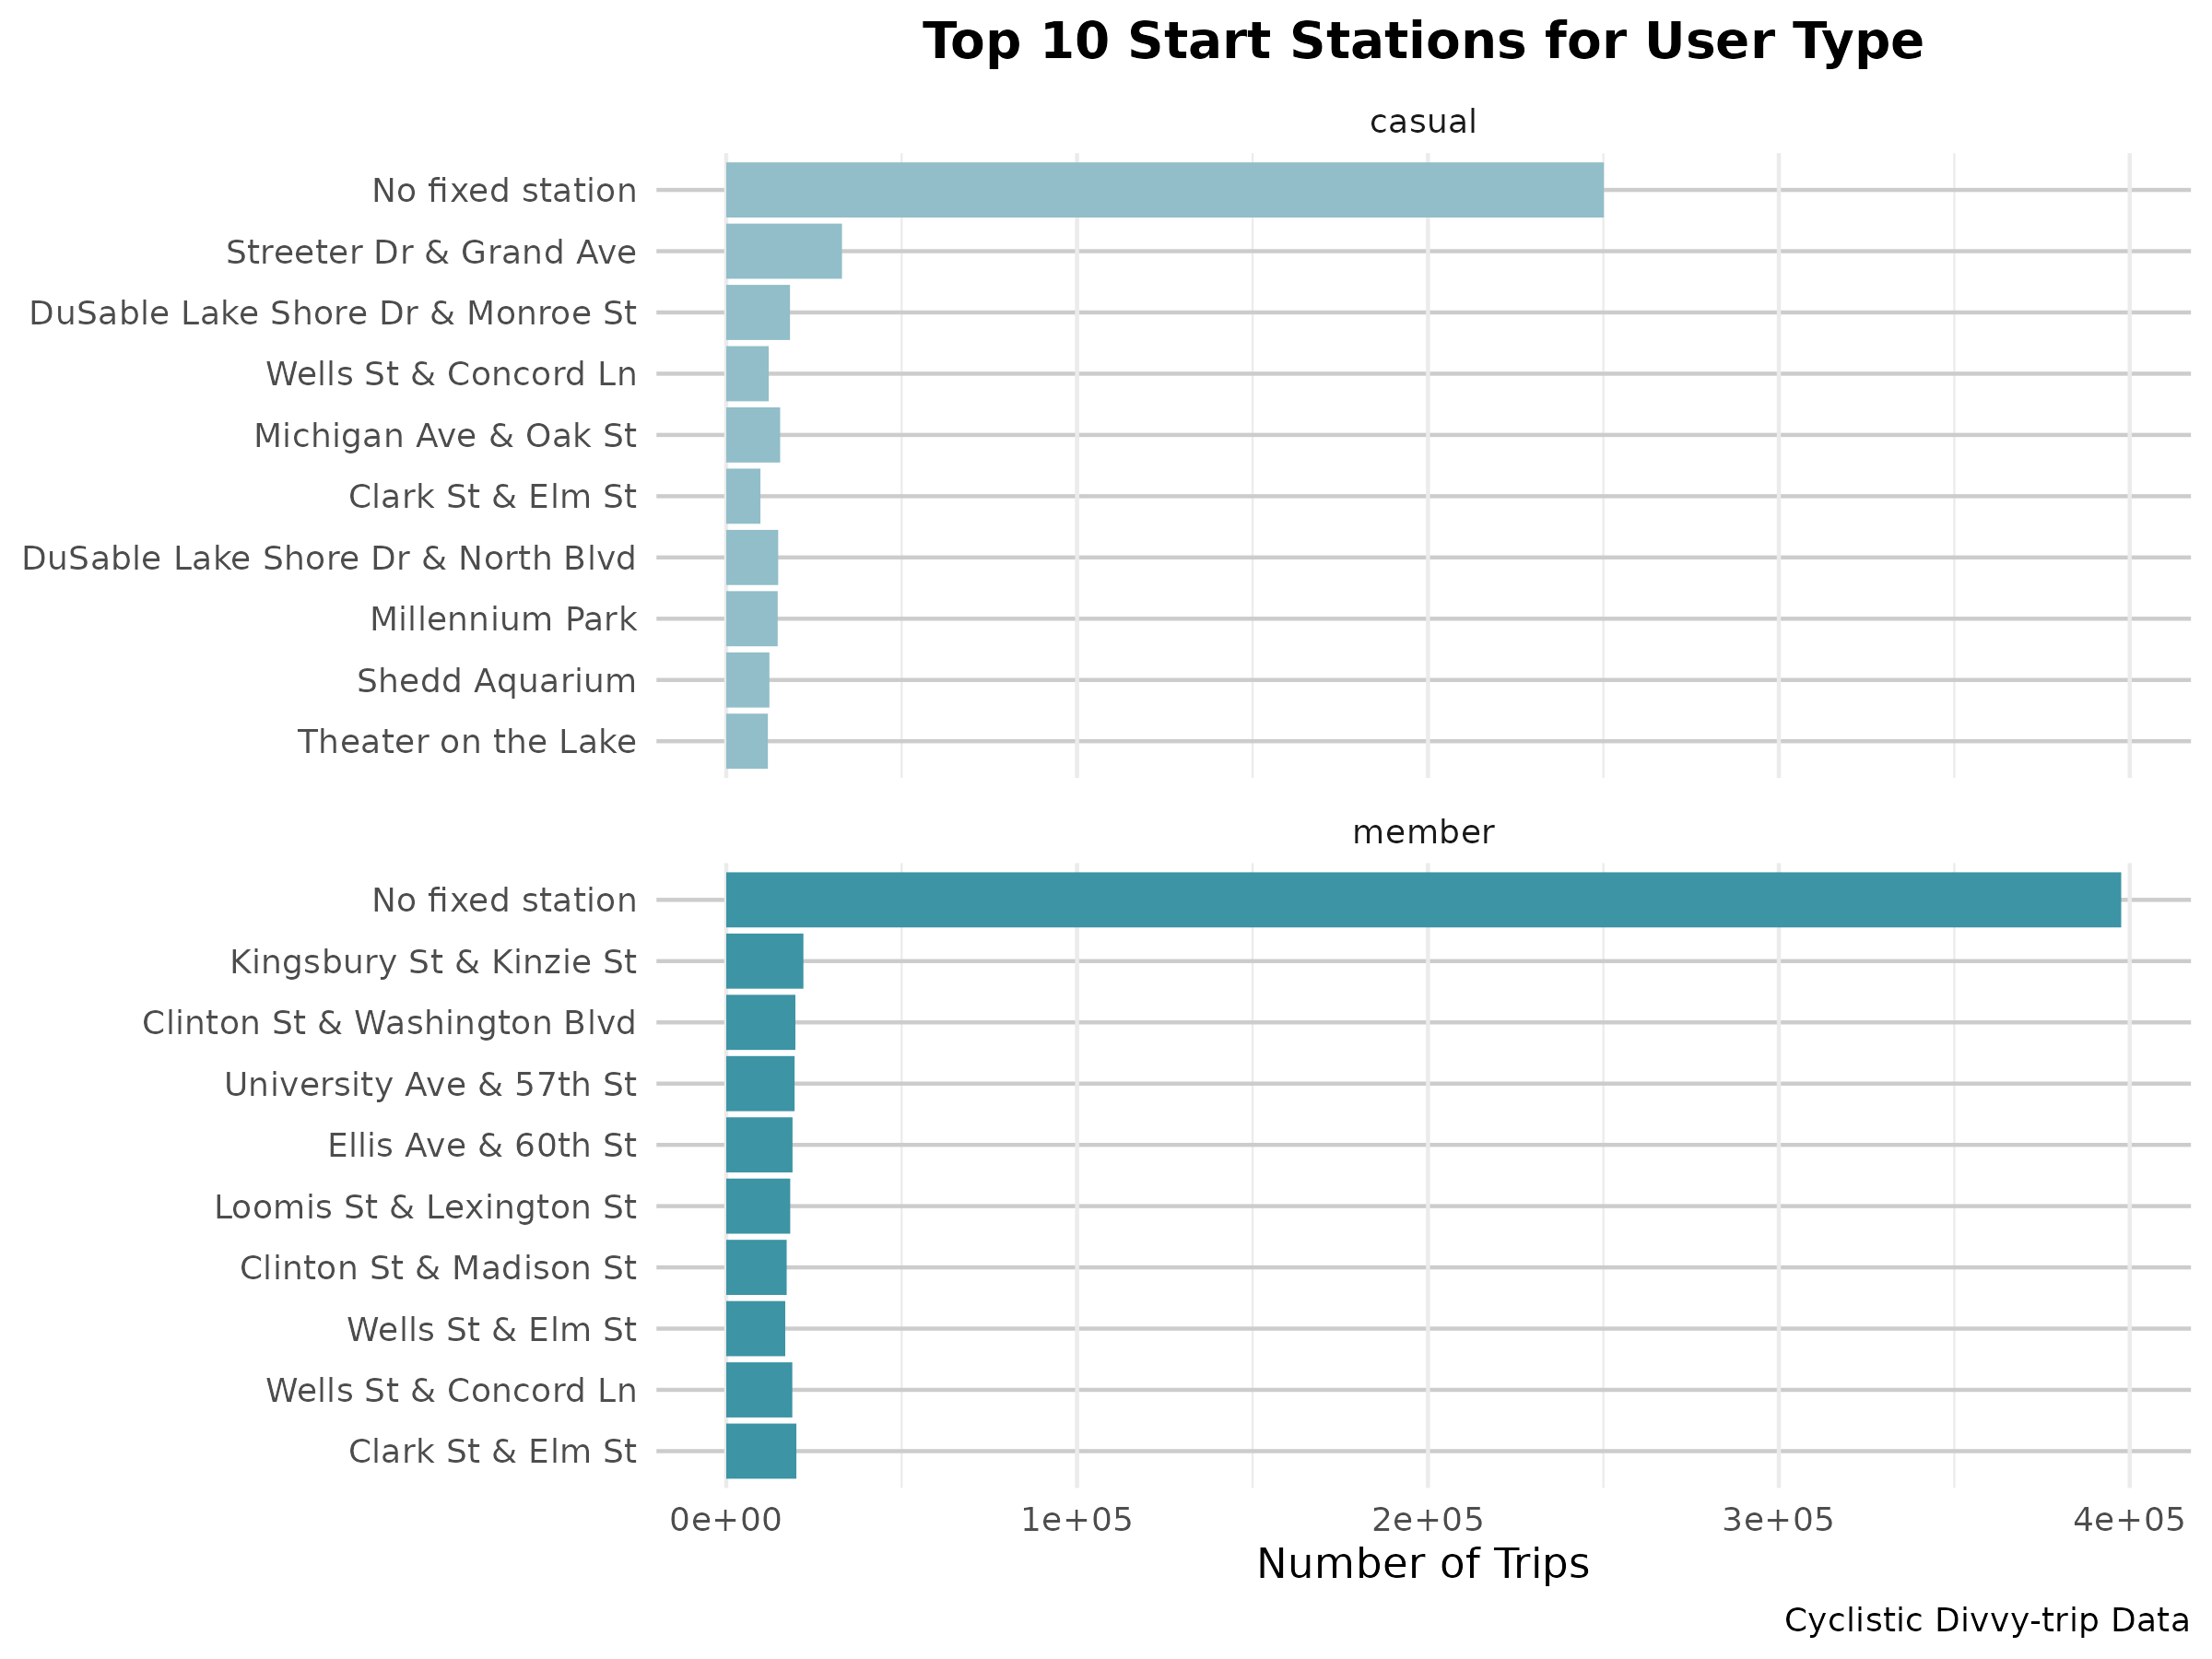 Top 10 Start Stations for User Type
casual
No fixed station
Streeter Dr & Grand Ave
DuSable Lake Shore Dr & Monroe St
Wells St & Concord Ln
Michigan Ave & Oak St
Clark St & Elm St
DuSable Lake Shore Dr & North Blvd
Millennium Park
Shedd Aquarium
Theater on the Lake
member
No fixed station
Kingsbury St & Kinzie St
Clinton St & Washington Blvd
University Ave & 57th St
Ellis Ave & 60th St
Loomis St & Lexington St
Clinton St & Madison St
Wells St & Elm St
Wells St & Concord Ln
Clark St & Elm St
0e+00 1e+05 2e+05 3e+05 4e+05
Number of Trips
Cyclistic Divvy-trip Data